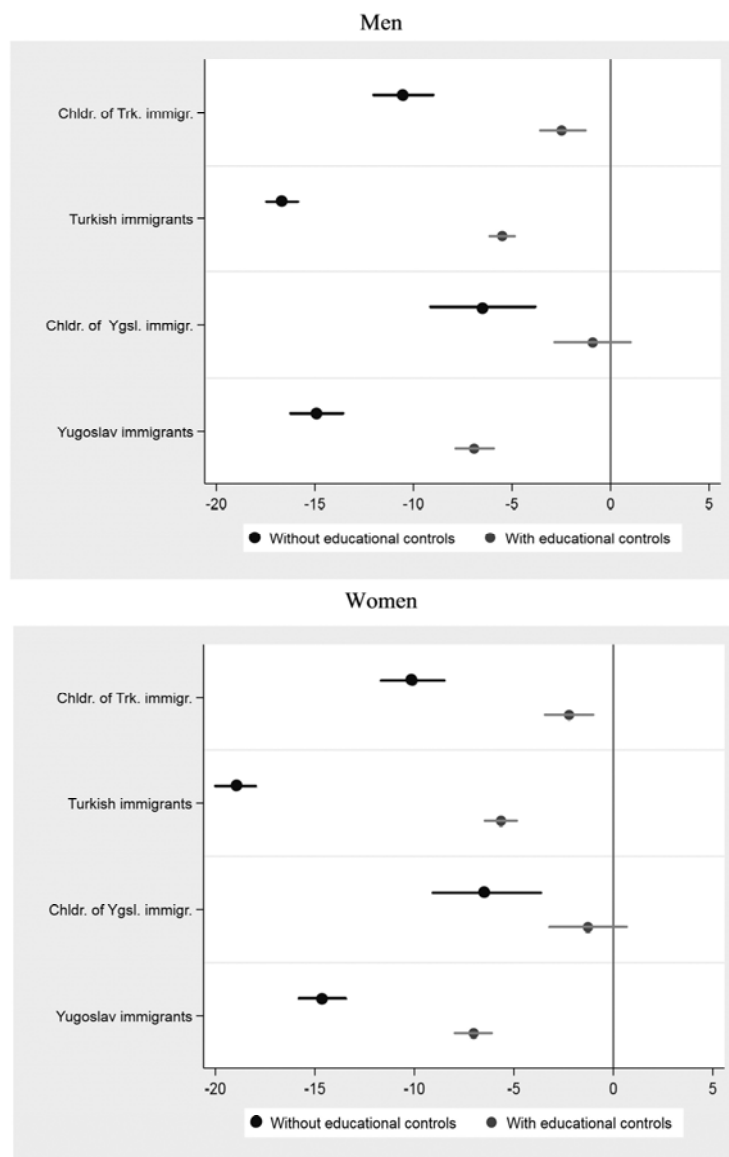 Men
Chldr. of Trk. immigr.
Turkish immigrants
Chldr. of Ygsl. immigr.
Yugoslav immigrants
-20 -15 -10 -5 0 5
Without educational controls With educational controls
Women
Chldr. of Trk. immigr.
Turkish immigrants
Chldr. of Ygsl. immigr.
Yugoslav immigrants
-20 -15 -10 -5 0 5
Without educational controls With educational controls